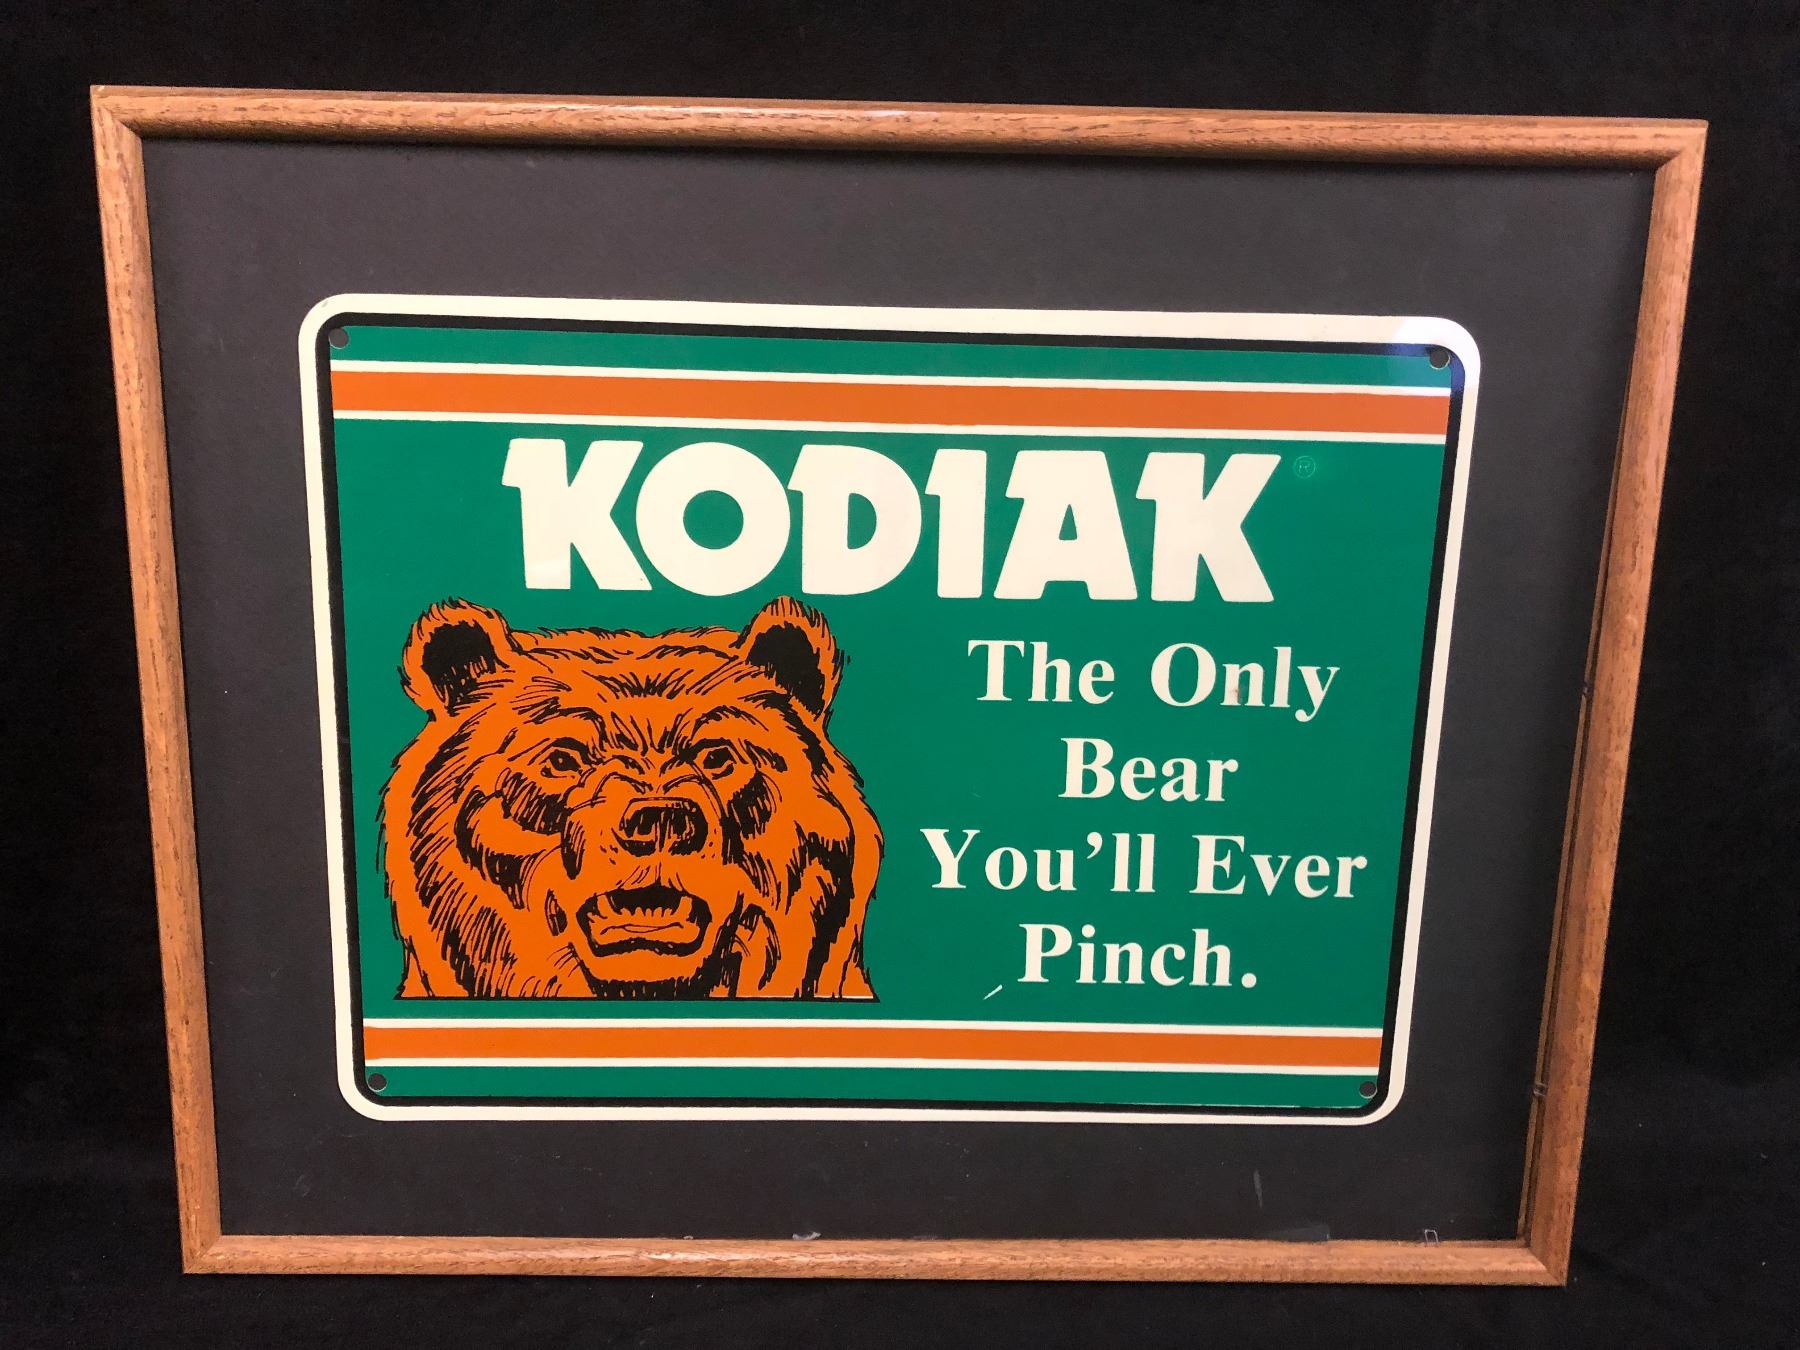 KODIAK ®
The Only
Bear
You'll Ever
Pinch.